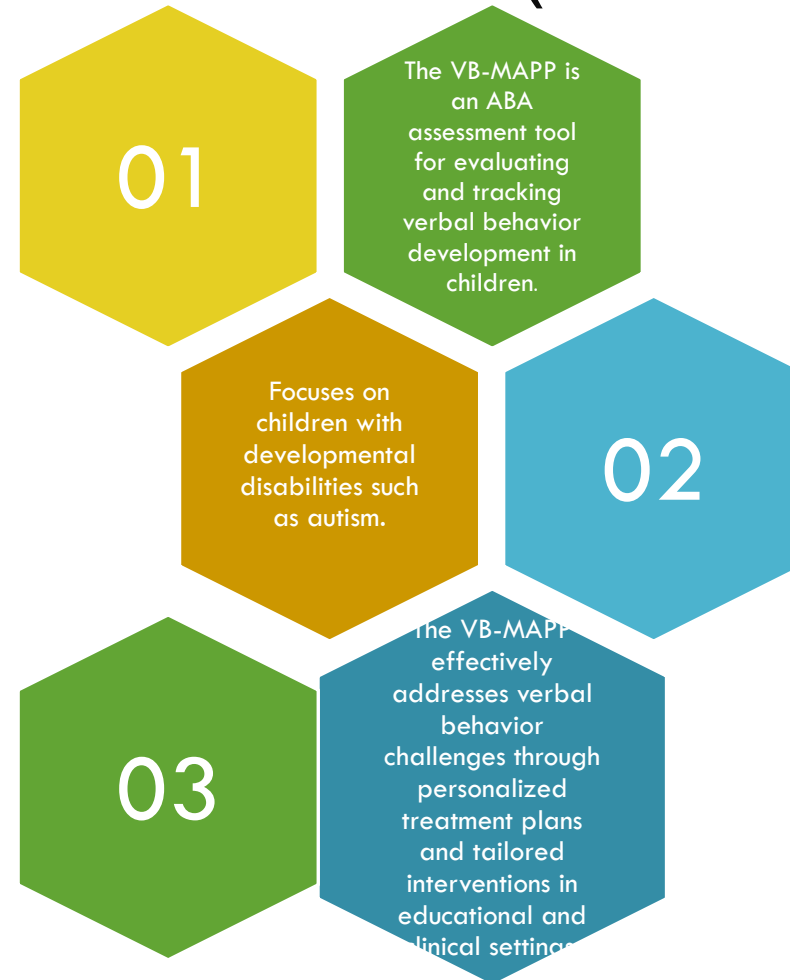 01
The VB-MAPP is
an ABA
assessment tool
for evaluating
and tracking
verbal behavior
development in
children.
Focuses on
children with
developmental
disabilities such
as autism.
02
03
The VB-MAPP
effectively
addresses verbal
behavior
challenges through
personalized
treatment plans
and tailored
interventions in
educational and
clinical settings